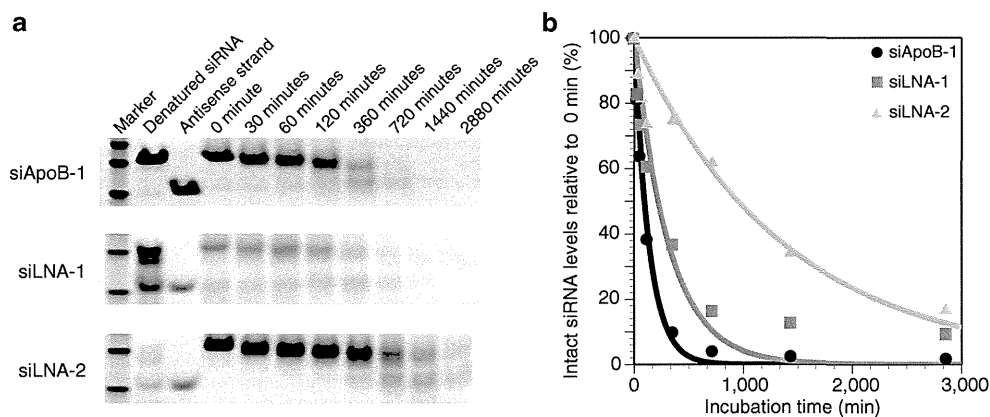 a
Marker
Denatured siRNA
Antisense strand
0 minute
30 minutes
60 minutes
120 minutes
360 minutes
720 minutes
1440 minutes
2880 minutes
siApoB-1
siLNA-1
siLNA-2
b
Intact siRNA levels relative to 0 min (%)
100
80
60
40
20
0
0
1,000
2,000
3,000
Incubation time (min)
siApoB-1
siLNA-1
siLNA-2